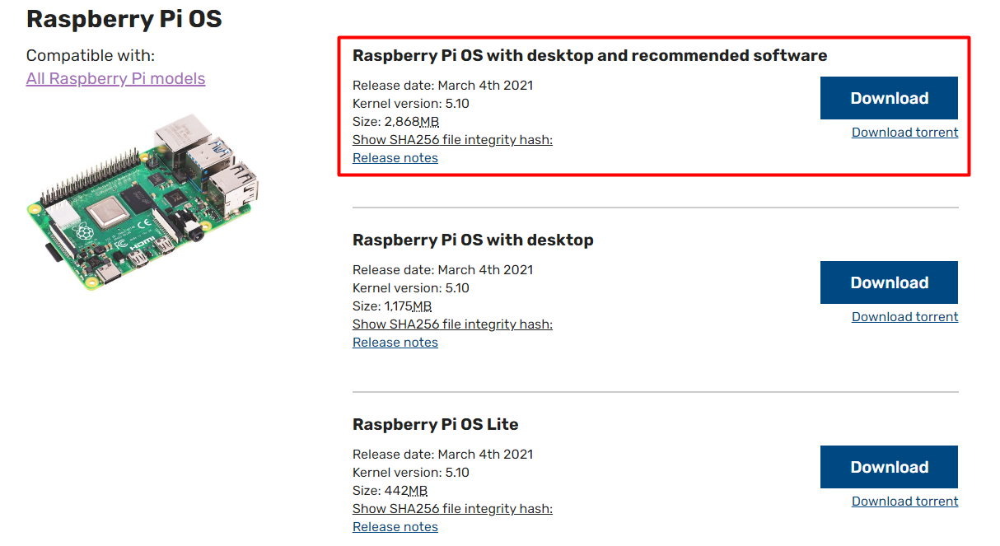 Raspberry Pi OS
Compatible with:
All Raspberry Pi models
Raspberry Pi OS with desktop and recommended software
Release date: March 4th 2021
Kernel version: 5.10
Size: 2,868MB
Show SHA256 file integrity hash:
Release notes
Download
Download torrent
Raspberry Pi OS with desktop
Release date: March 4th 2021
Kernel version: 5.10
Size: 1,175MB
Show SHA256 file integrity hash:
Release notes
Download
Download torrent
Raspberry Pi OS Lite
Release date: March 4th 2021
Kernel version: 5.10
Size: 442MB
Show SHA256 file integrity hash:
Release notes
Download
Download torrent
HDMI
CE
FC